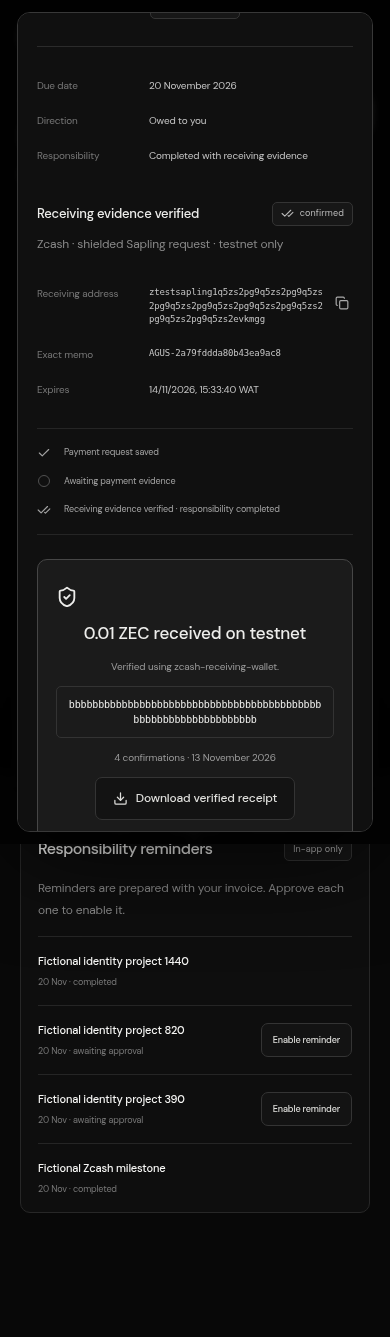 Due date
20 November 2026
Direction
Owed to you
Responsibility
Completed with receiving evidence
Receiving evidence verified
confirmed
Zcash · shielded Sapling request · testnet only
Receiving address
ztestsapling1q5zs2pg9q5zs2pg9q5zs
2pg9q5zs2pg9q5zs2pg9q5zs2pg9q5zs2
pg9q5zs2pg9q5zs2evkmgg
Exact memo
AGUS-2a79fddda80b43ea9ac8
Expires
14/11/2026, 15:33:40 WAT
Payment request saved
Awaiting payment evidence
Receiving evidence verified · responsibility completed
0.01 ZEC received on testnet
Verified using zcash-receiving-wallet.
bbbbbbbbbbbbbbbbbbbbbbbbbbbbbbbbbbbbbbbbbbb
bbbbbbbbbbbbbbbbbbbbb
4 confirmations · 13 November 2026
Download verified receipt
Responsibility reminders
In-app only
Reminders are prepared with your invoice. Approve each
one to enable it.
Fictional identity project 1440
20 Nov · completed
Fictional identity project 820
20 Nov · awaiting approval
Enable reminder
Fictional identity project 390
20 Nov · awaiting approval
Enable reminder
Fictional Zcash milestone
20 Nov · completed